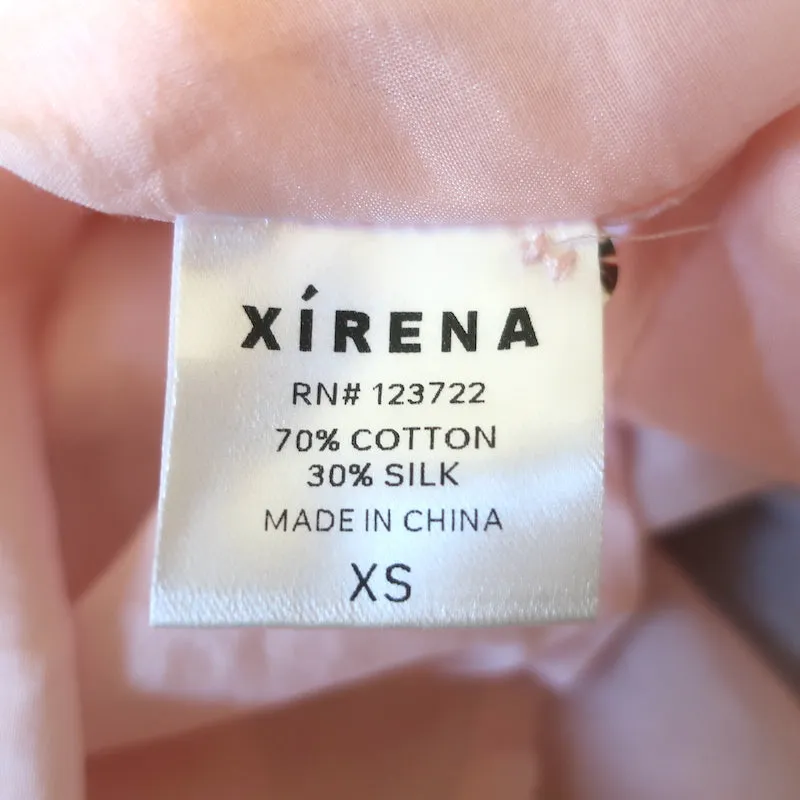 XÍRENA
RN# 123722
70% COTTON
30% SILK
MADE IN CHINA
XS